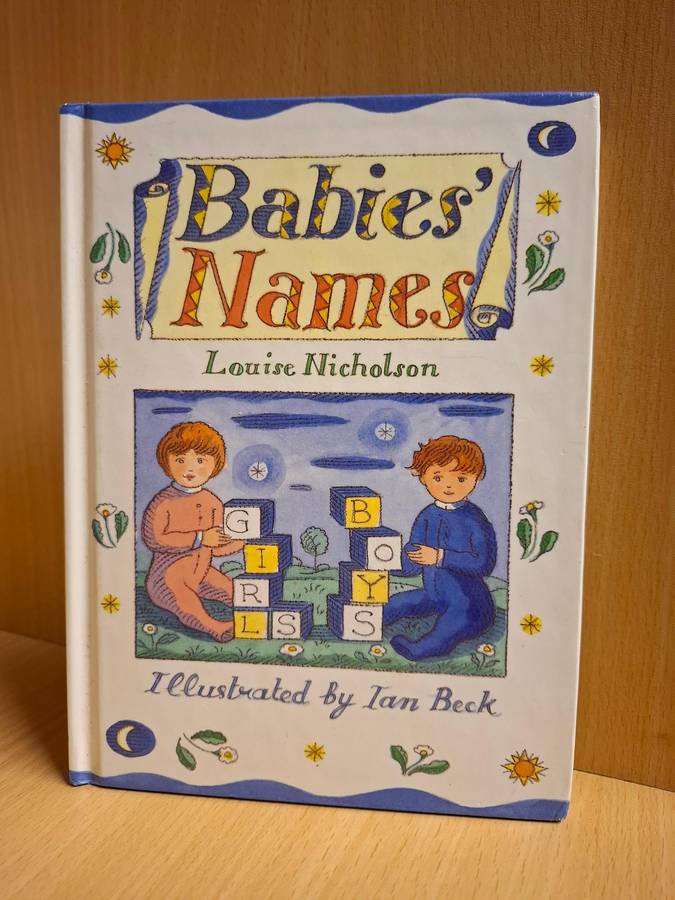 Babies'
Names
Louise Nicholson
G
I
R
L S
B
O
Y
S
Illustrated by Ian Beck